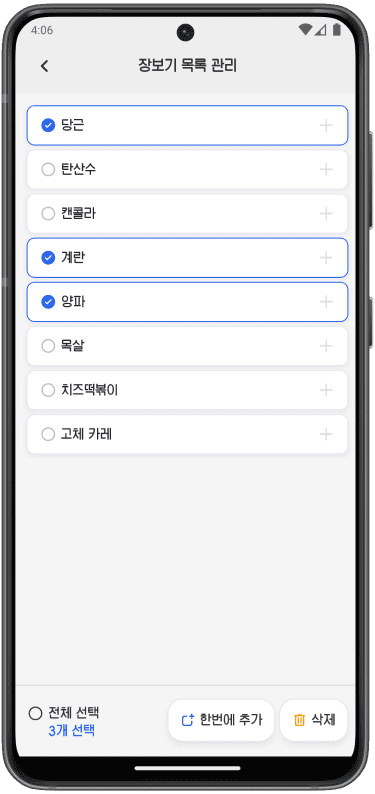 4:06
장보기 목록 관리
당근
탄산수
캔콜라
계란
양파
목살
치즈떡볶이
고체 카레
전체 선택
3개 선택
한번에 추가
삭제